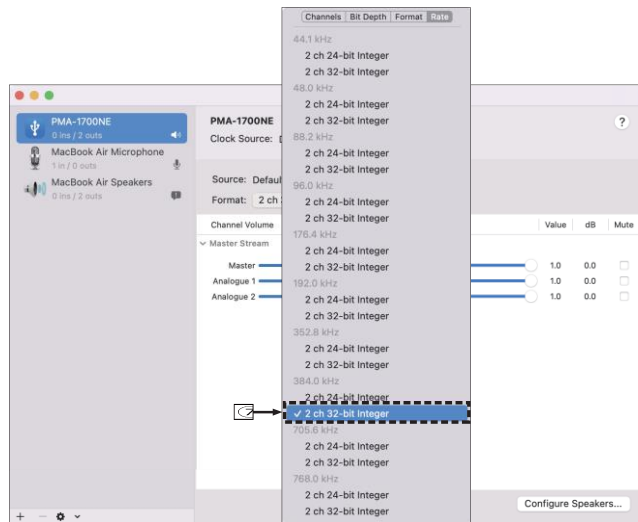 Channels Bit Depth Format Rate
44.1 kHz
2 ch 24-bit Integer
2 ch 32-bit Integer
48.0 kHz
2 ch 24-bit Integer
2 ch 32-bit Integer
88.2 kHz
2 ch 24-bit Integer
2 ch 32-bit Integer
96.0 kHz
2 ch 24-bit Integer
2 ch 32-bit Integer
176.4 kHz
2 ch 24-bit Integer
2 ch 32-bit Integer
192.0 kHz
2 ch 24-bit Integer
2 ch 32-bit Integer
352.8 kHz
2 ch 24-bit Integer
2 ch 32-bit Integer
384.0 kHz
2 ch 24-bit Integer
✓ 2 ch 32-bit Integer
705.6 kHz
2 ch 24-bit Integer
2 ch 32-bit Integer
768.0 kHz
2 ch 24-bit Integer
2 ch 32-bit Integer
PMA-1700NE
0 ins / 2 outs
MacBook Air Microphone
1 in / 0 outs
MacBook Air Speakers
0 ins / 2 outs
PMA-1700NE
?
Clock Source:
Source: Defaul
Format: 2 ch
Channel Volume Value dB Mute
Master Stream
Master 1.0 0.0
Analogue 1 1.0 0.0
Analogue 2 1.0 0.0
Configure Speakers...